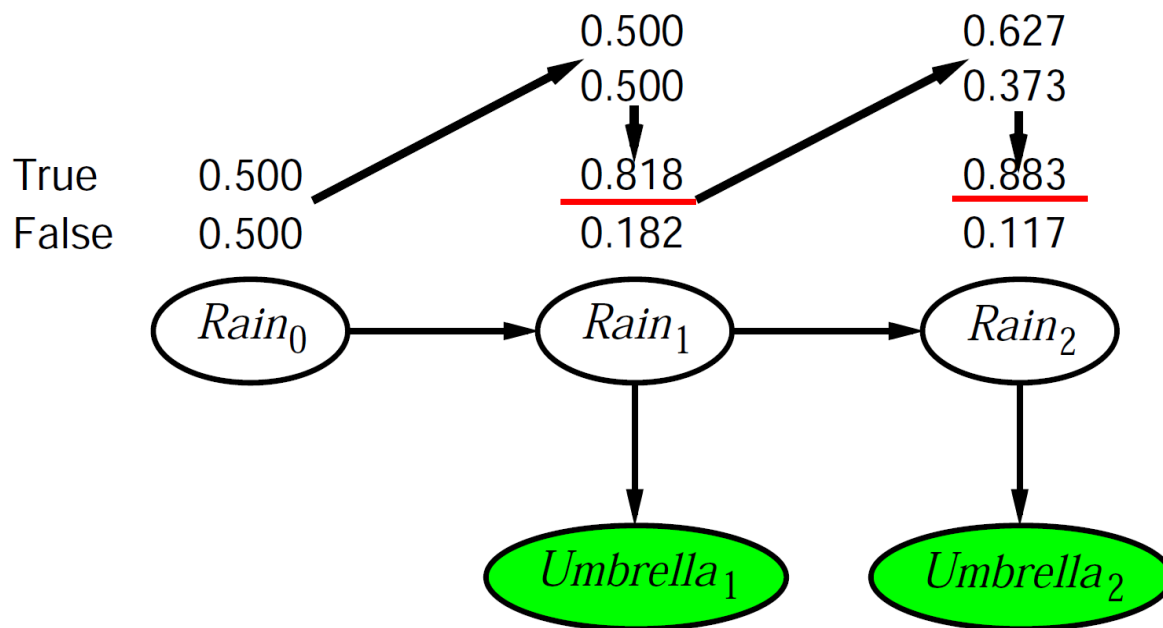 0.500 0.627
0.500 0.373
True 0.500 0.818 0.883
False 0.500 0.182 0.117
Rain0 Rain1 Rain2
Umbrella1 Umbrella2